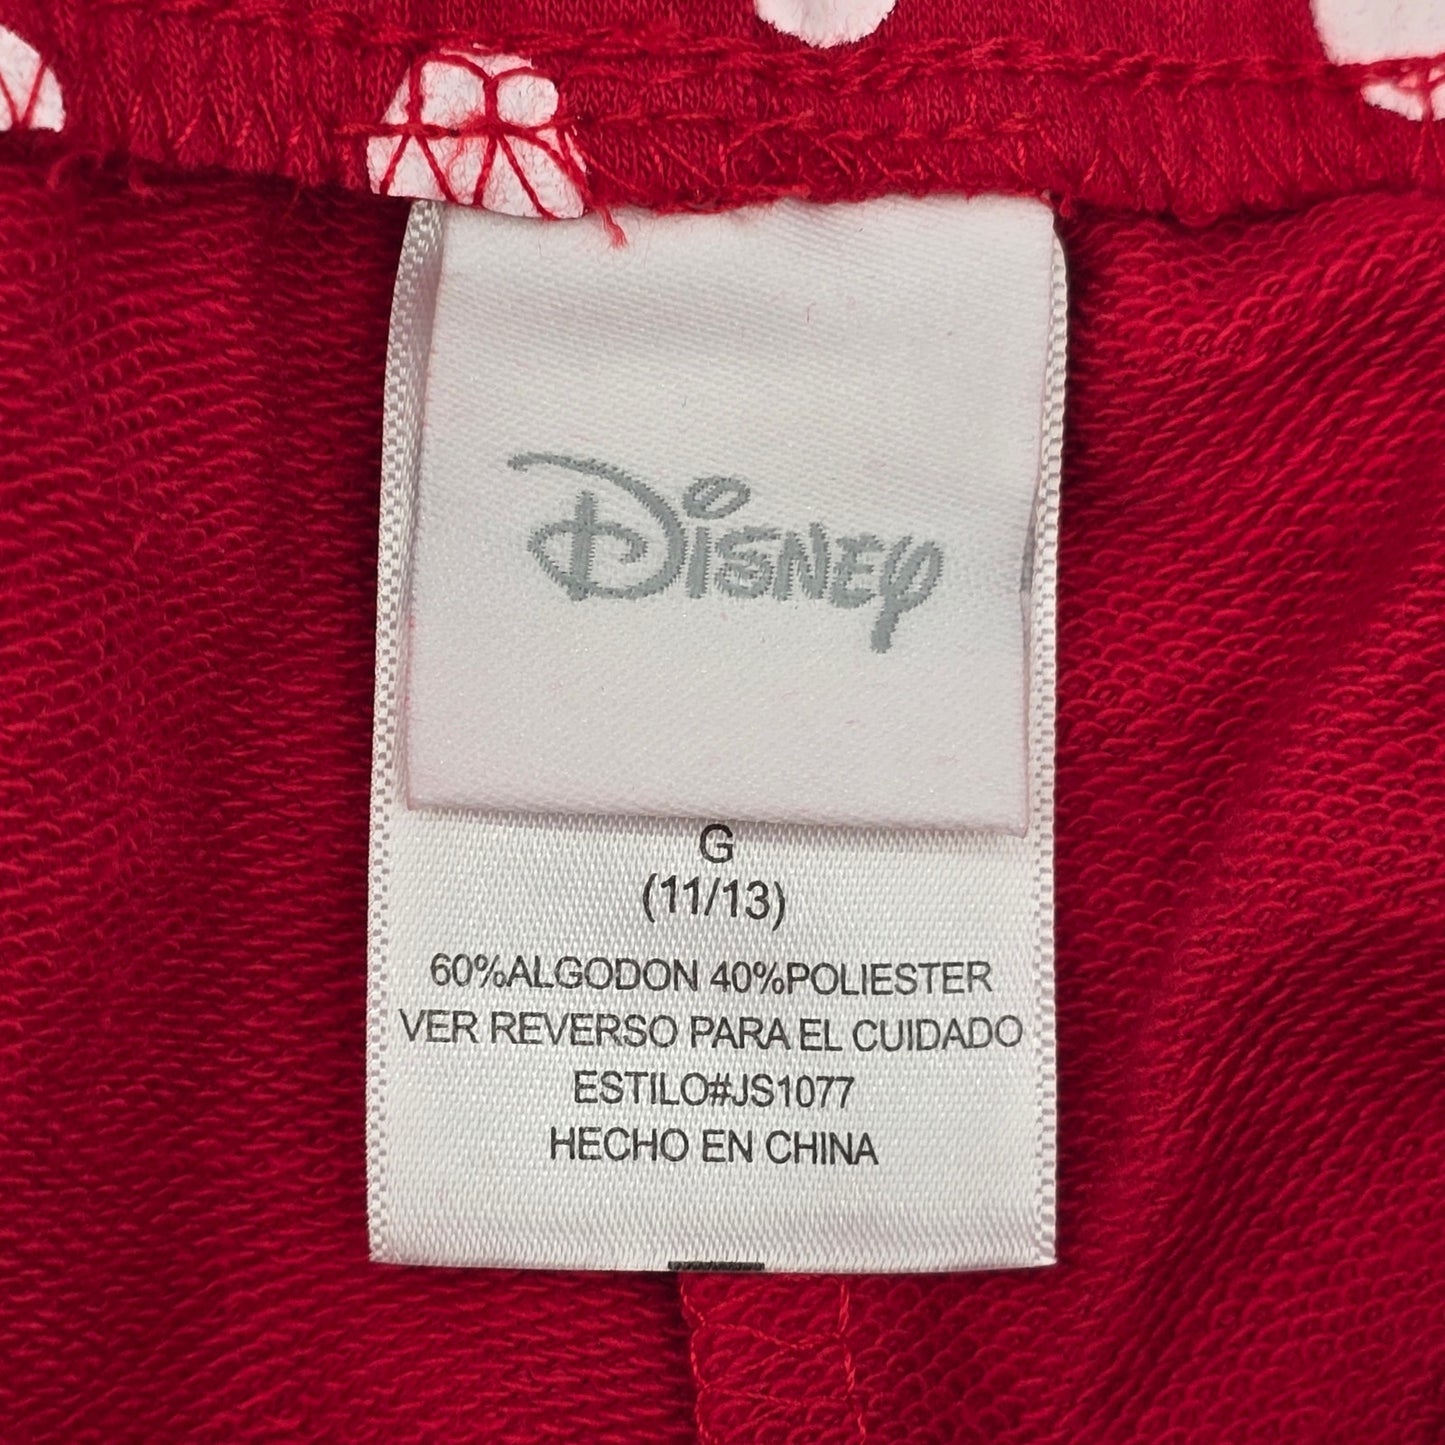 Disney
G
(11/13)
60%ALGODON 40%POLIESTER
VER REVERSO PARA EL CUIDADO
ESTILO#JS1077
HECHO EN CHINA